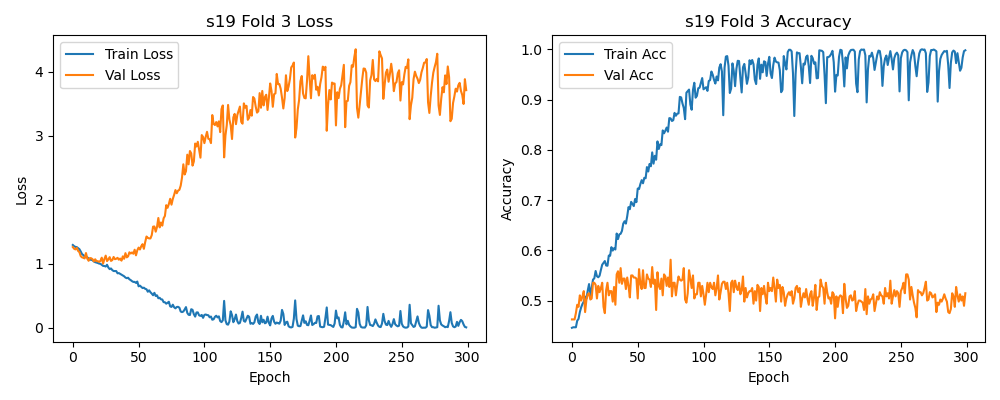 s19 Fold 3 Loss
Train Loss
Val Loss
Loss
4
3
2
1
0
0 50 100 150 200 250 300
Epoch
s19 Fold 3 Accuracy
Train Acc
Val Acc
Accuracy
1.0
0.9
0.8
0.7
0.6
0.5
0 50 100 150 200 250 300
Epoch